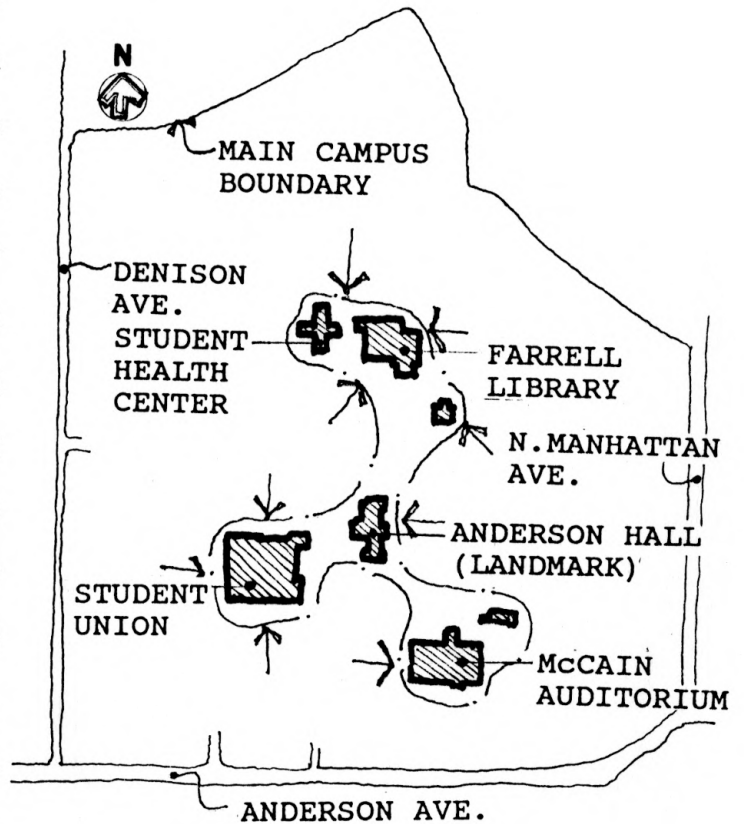 N
MAIN CAMPUS
BOUNDARY
DENISON
AVE.
STUDENT
HEALTH
CENTER
FARRELL
LIBRARY
N.MANHATTAN
AVE.
ANDERSON HALL
(LANDMARK)
STUDENT
UNION
McCAIN
AUDITORIUM
ANDERSON AVE.